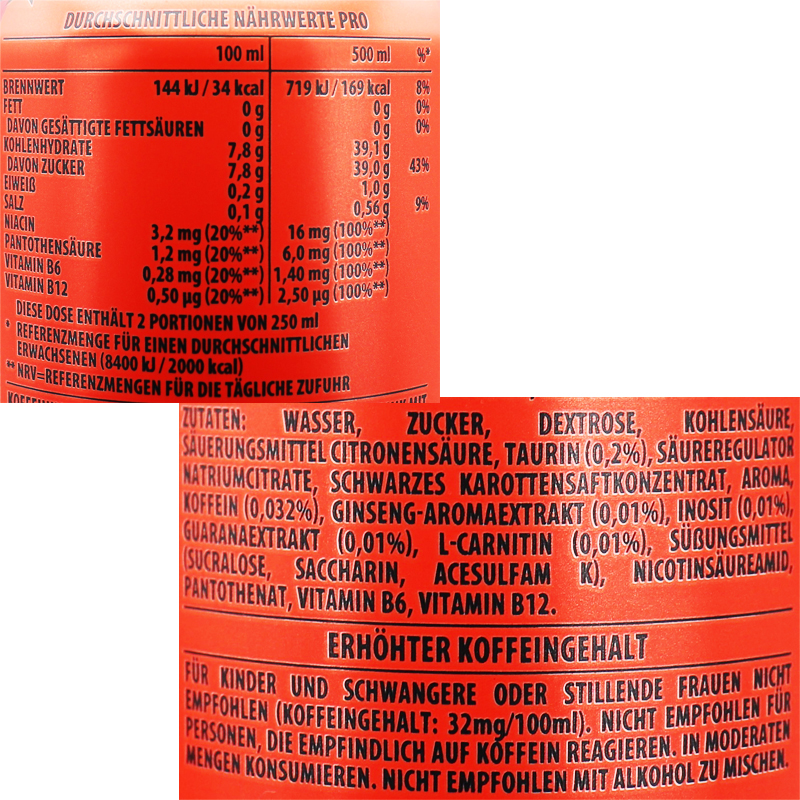 DURCHSCHNITTLICHE NÄHRWERTE PRO
100 ml 500 ml %*
BRENNWERT 144 kJ / 34 kcal 719 kJ / 169 kcal 8%
FETT 0 g 0 g 0%
DAVON GESÄTTIGTE FETTSÄUREN 0 g 0 g 0%
KOHLENHYDRATE 7,8 g 39,1 g
DAVON ZUCKER 7,8 g 39,0 g 43%
EIWEIß 0,2 g 1,0 g
SALZ 0,1 g 0,56 g 9%
NIACIN 3,2 mg (20%**) 16 mg (100%**)
PANTOTHENSÄURE 1,2 mg (20%**) 6,0 mg (100%**)
VITAMIN B6 0,28 mg (20%**) 1,40 mg (100%**)
VITAMIN B12 0,50 µg (20%**) 2,50 µg (100%**)
DIESE DOSE ENTHÄLT 2 PORTIONEN VON 250 ml
* REFERENZMENGE FÜR EINEN DURCHSCHNITTLICHEN
ERWACHSENEN (8400 kJ / 2000 kcal)
** NRV=REFERENZMENGEN FÜR DIE TÄGLICHE ZUFUHR
ZUTATEN: WASSER, ZUCKER, DEXTROSE, KOHLENSÄURE,
SÄUERUNGSMITTEL CITRONENSÄURE, TAURIN (0,2%), SÄUREREGULATOR
NATRIUMCITRATE, SCHWARZES KAROTTENSAFTKONZENTRAT, AROMA,
KOFFEIN (0,032%), GINSENG-AROMAEXTRAKT (0,01%), INOSIT (0,01%),
GUARANAEXTRAKT (0,01%), L-CARNITIN (0,01%), SÜßUNGSMITTEL
(SUCRALOSE, SACCHARIN, ACESULFAM K), NICOTINSÄUREAMID,
PANTOTHENAT, VITAMIN B6, VITAMIN B12.
ERHÖHTER KOFFEINGEHALT
FÜR KINDER UND SCHWANGERE ODER STILLENDE FRAUEN NICHT
EMPFOHLEN (KOFFEINGEHALT: 32mg/100ml). NICHT EMPFOHLEN FÜR
PERSONEN, DIE EMPFINDLICH AUF KOFFEIN REAGIEREN. IN MODERATEN
MENGEN KONSUMIEREN. NICHT EMPFOHLEN MIT ALKOHOL ZU MISCHEN.